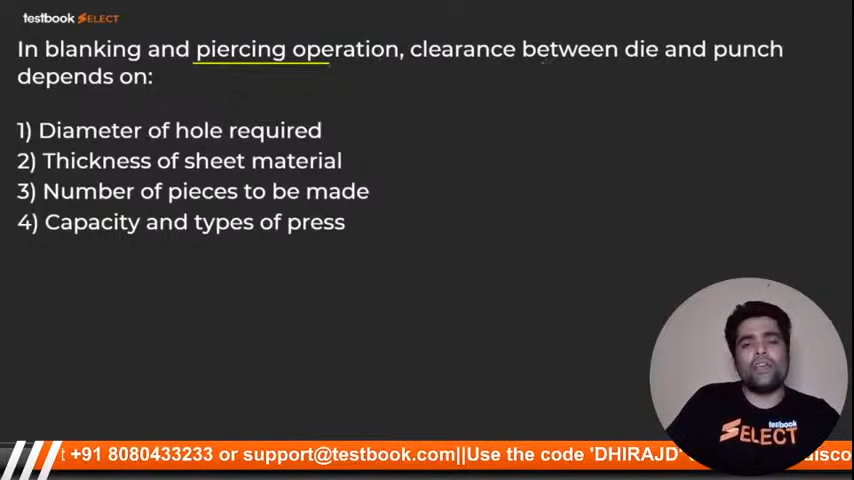 testbook SELECT
In blanking and piercing operation, clearance between die and punch
depends on:
1) Diameter of hole required
2) Thickness of sheet material
3) Number of pieces to be made
4) Capacity and types of press
testbook
SELECT
+91 8080433233 or support@testbook.com||Use the code 'DHIRAJD'